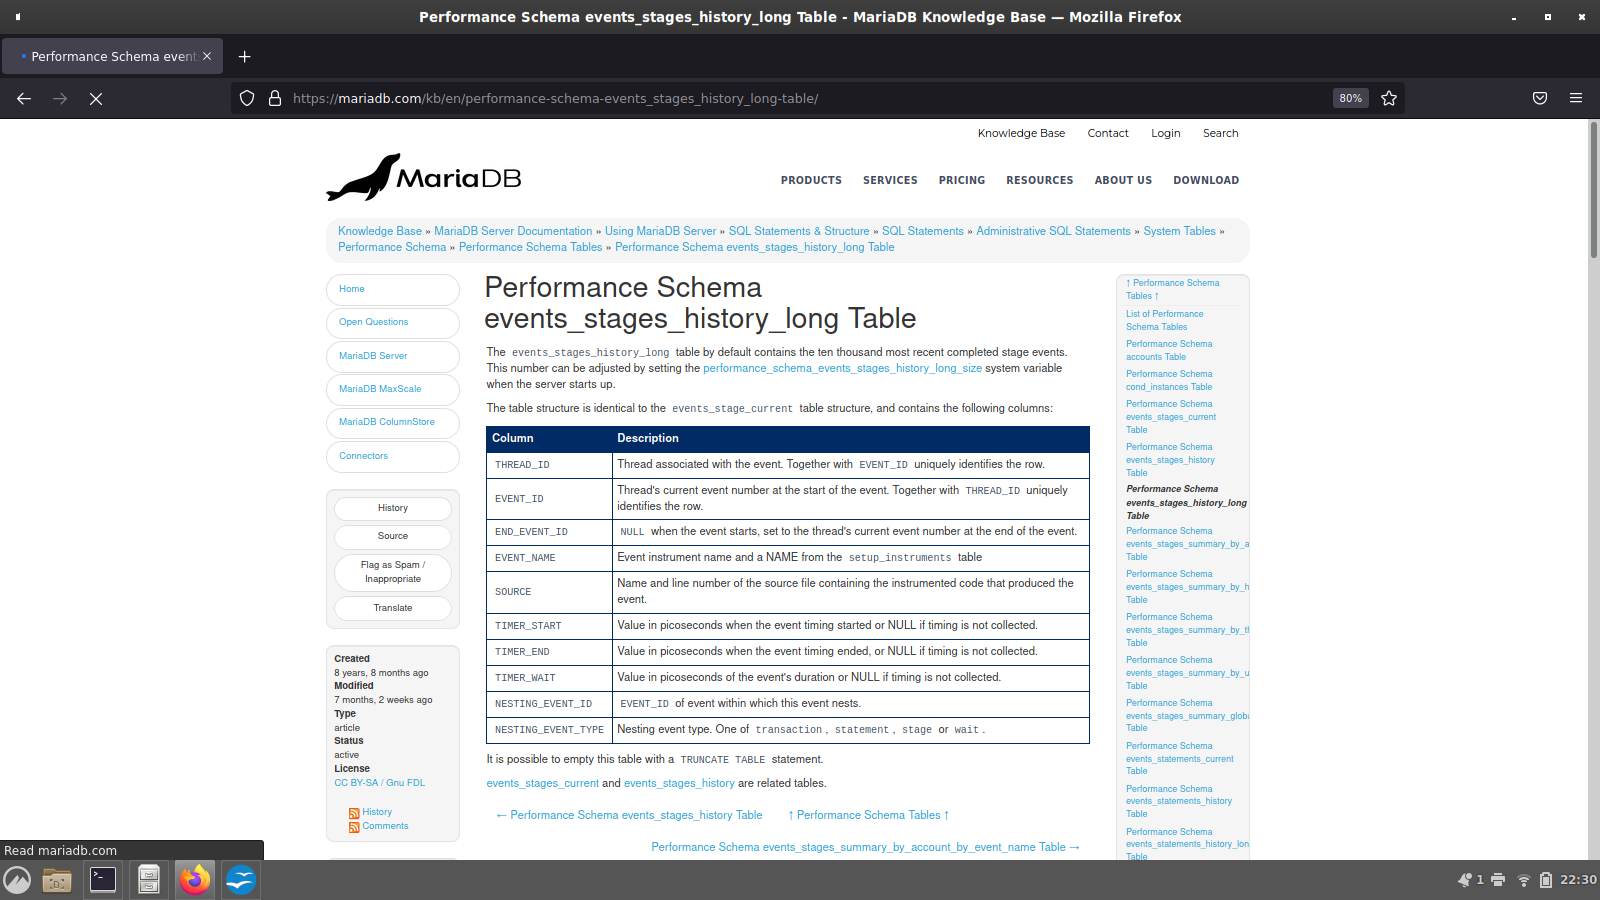 Performance Schema events_stages_history_long Table - MariaDB Knowledge Base — Mozilla Firefox
Performance Schema event
https://mariadb.com/kb/en/performance-schema-events_stages_history_long-table/
80%
Knowledge Base Contact Login Search
MariaDB
PRODUCTS SERVICES PRICING RESOURCES ABOUT US DOWNLOAD
Knowledge Base » MariaDB Server Documentation » Using MariaDB Server » SQL Statements & Structure » SQL Statements » Administrative SQL Statements » System Tables »
Performance Schema » Performance Schema Tables » Performance Schema events_stages_history_long Table
Home
Open Questions
MariaDB Server
MariaDB MaxScale
MariaDB ColumnStore
Connectors
History
Source
Flag as Spam /
Inappropriate
Translate
Created
8 years, 8 months ago
Modified
7 months, 2 weeks ago
Type
article
Status
active
License
CC BY-SA / Gnu FDL
History
Comments
Performance Schema
events_stages_history_long Table
The events_stages_history_long table by default contains the ten thousand most recent completed stage events.
This number can be adjusted by setting the performance_schema_events_stages_history_long_size system variable
when the server starts up.
The table structure is identical to the events_stage_current table structure, and contains the following columns:
Column Description
THREAD_ID Thread associated with the event. Together with EVENT_ID uniquely identifies the row.
EVENT_ID Thread's current event number at the start of the event. Together with THREAD_ID uniquely
identifies the row.
END_EVENT_ID NULL when the event starts, set to the thread's current event number at the end of the event.
EVENT_NAME Event instrument name and a NAME from the setup_instruments table
SOURCE Name and line number of the source file containing the instrumented code that produced the
event.
TIMER_START Value in picoseconds when the event timing started or NULL if timing is not collected.
TIMER_END Value in picoseconds when the event timing ended, or NULL if timing is not collected.
TIMER_WAIT Value in picoseconds of the event's duration or NULL if timing is not collected.
NESTING_EVENT_ID EVENT_ID of event within which this event nests.
NESTING_EVENT_TYPE Nesting event type. One of transaction, statement, stage or wait.
It is possible to empty this table with a TRUNCATE TABLE statement.
events_stages_current and events_stages_history are related tables.
← Performance Schema events_stages_history Table ↑ Performance Schema Tables ↑
Performance Schema events_stages_summary_by_account_by_event_name Table →
↑ Performance Schema
Tables ↑
List of Performance
Schema Tables
Performance Schema
accounts Table
Performance Schema
cond_instances Table
Performance Schema
events_stages_current
Table
Performance Schema
events_stages_history
Table
Performance Schema
events_stages_history_long
Table
Performance Schema
events_stages_summary_by_a
Table
Performance Schema
events_stages_summary_by_h
Table
Performance Schema
events_stages_summary_by_t
Table
Performance Schema
events_stages_summary_by_u
Table
Performance Schema
events_stages_summary_globa
Table
Performance Schema
events_statements_current
Table
Performance Schema
events_statements_history
Table
Performance Schema
events_statements_history_lon
Table
Read mariadb.com
1
22:30